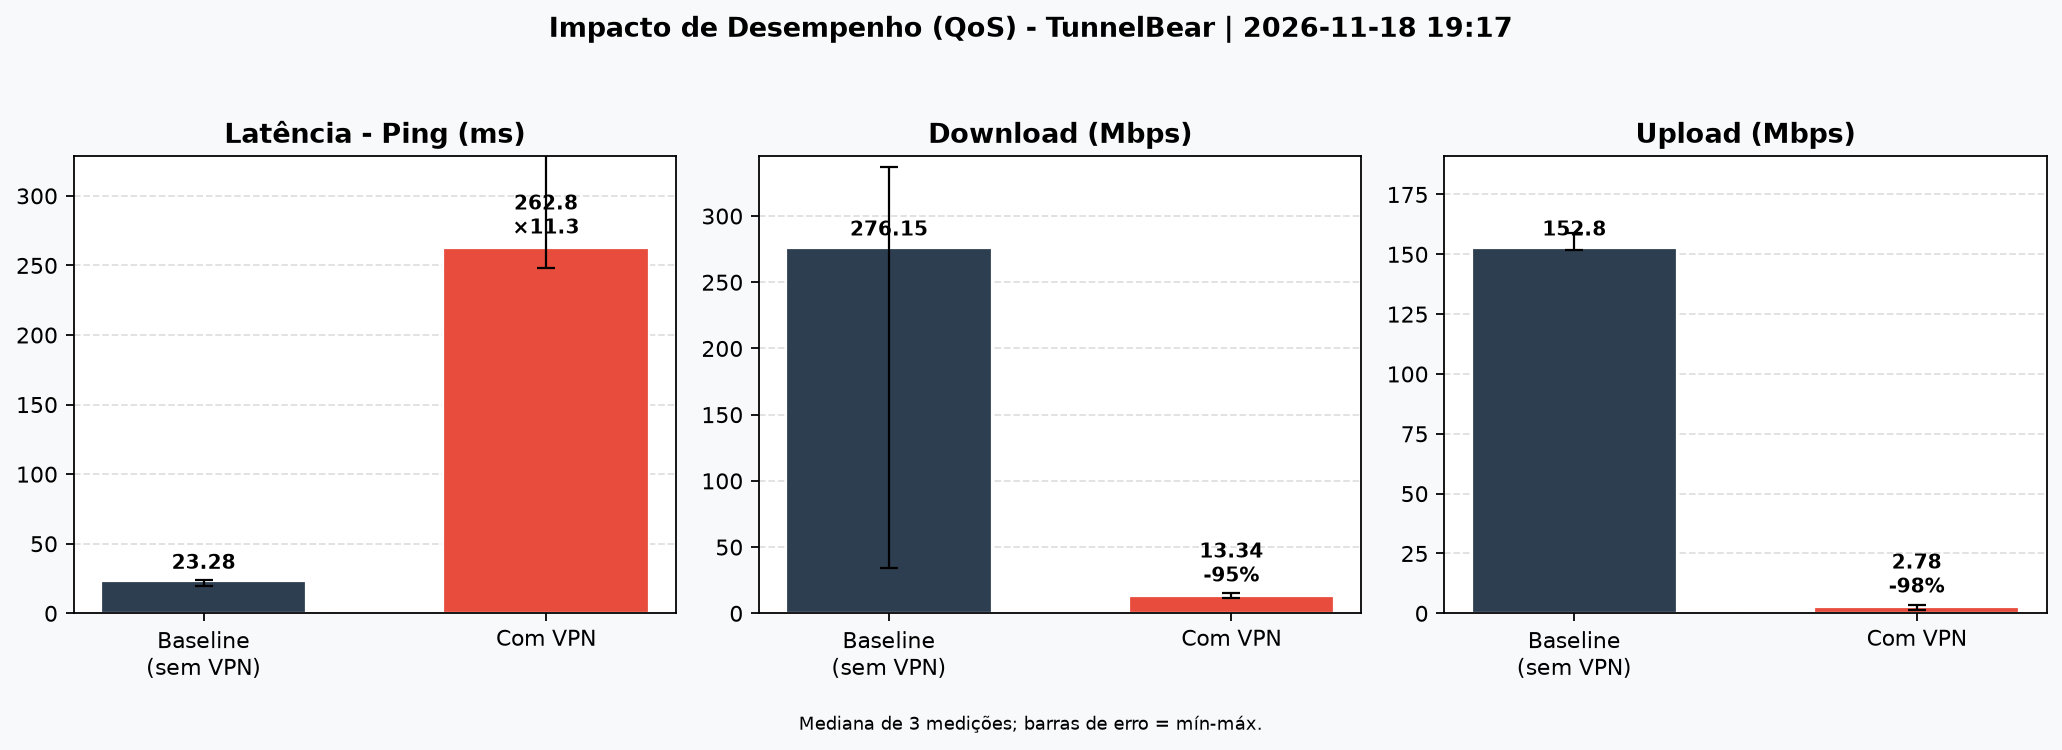 Impacto de Desempenho (QoS) - TunnelBear | 2026-11-18 19:17
Latência - Ping (ms)
300
250
200
150
100
50
0
262.8
×11.3
23.28
Baseline
(sem VPN)
Com VPN
Download (Mbps)
300
250
200
150
100
50
0
276.15
13.34
-95%
Baseline
(sem VPN)
Com VPN
Upload (Mbps)
175
150
125
100
75
50
25
0
152.8
2.78
-98%
Baseline
(sem VPN)
Com VPN
Mediana de 3 medições; barras de erro = mín-máx.